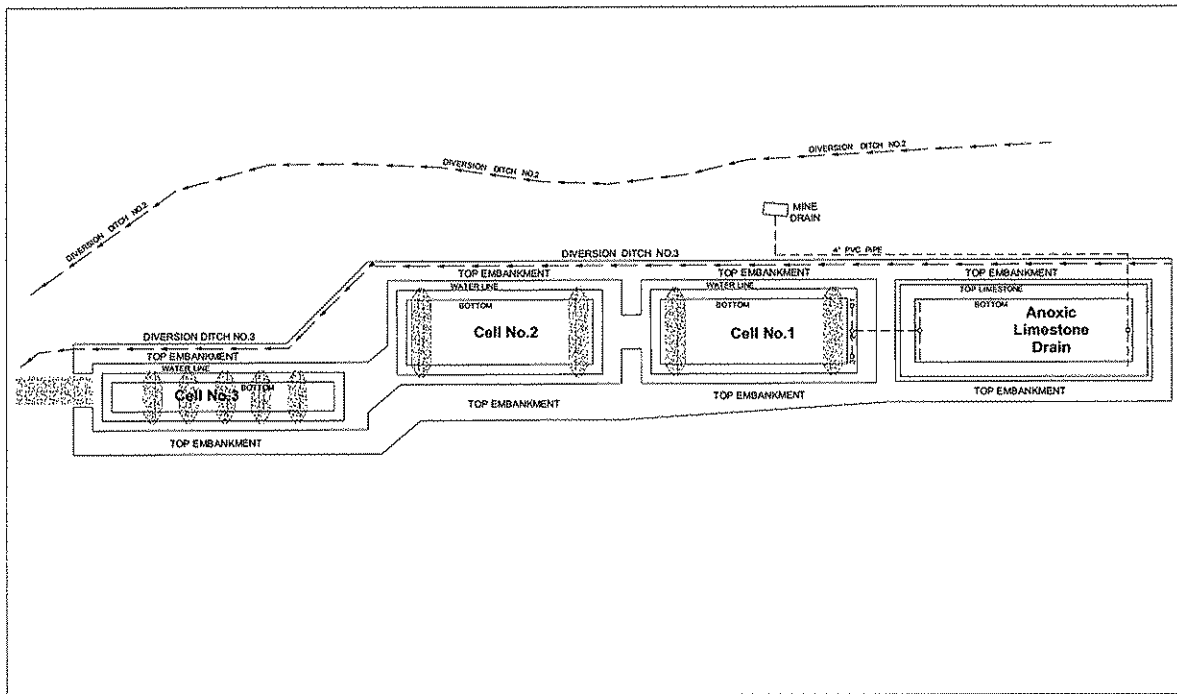 DIVERSION DITCH NO.2
DIVERSION DITCH NO.2
DIVERSION DITCH NO.2
MINE
DRAIN
4" PVC PIPE
DIVERSION DITCH NO.3
TOP EMBANKMENT
TOP EMBANKMENT
TOP EMBANKMENT
WATER LINE
BOTTOM
Cell No.2
WATER LINE
BOTTOM
Cell No.1
TOP LIMESTONE
BOTTOM
Anoxic
Limestone
Drain
DIVERSION DITCH NO.3
TOP EMBANKMENT
WATER LINE
BOTTOM
Cell No.3
TOP EMBANKMENT
TOP EMBANKMENT
TOP EMBANKMENT
TOP EMBANKMENT